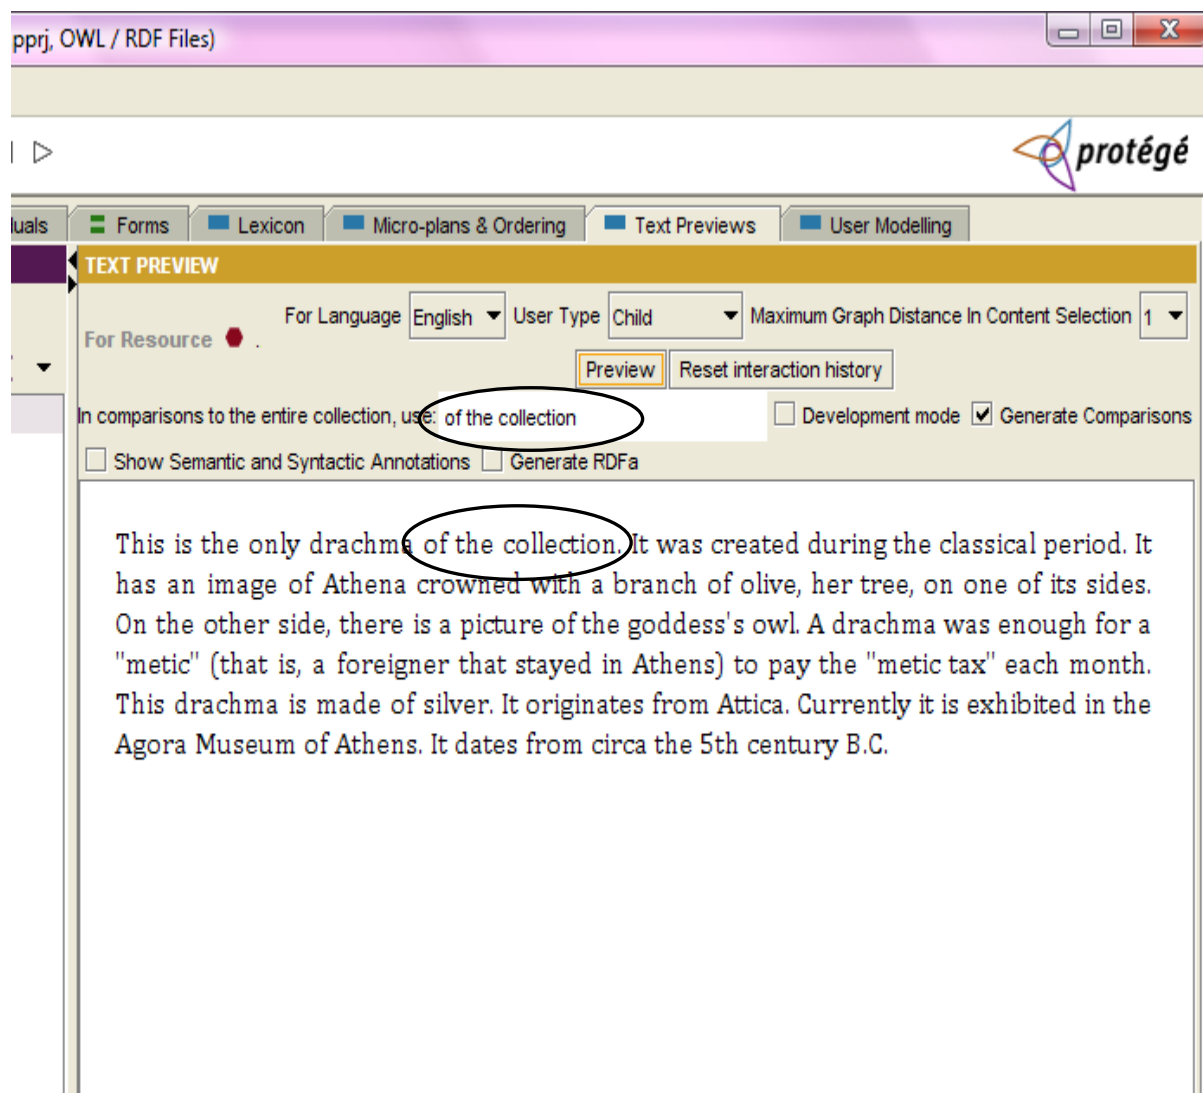 pprj, OWL / RDF Files)
protégé
luals Forms Lexicon Micro-plans & Ordering Text Previews User Modelling
TEXT PREVIEW
For Language English User Type Child Maximum Graph Distance In Content Selection 1
For Resource .
Preview Reset interaction history
In comparisons to the entire collection, use: of the collection Development mode Generate Comparisons
Show Semantic and Syntactic Annotations Generate RDFa
This is the only drachma of the collection. It was created during the classical period. It
has an image of Athena crowned with a branch of olive, her tree, on one of its sides.
On the other side, there is a picture of the goddess's owl. A drachma was enough for a
"metic" (that is, a foreigner that stayed in Athens) to pay the "metic tax" each month.
This drachma is made of silver. It originates from Attica. Currently it is exhibited in the
Agora Museum of Athens. It dates from circa the 5th century B.C.